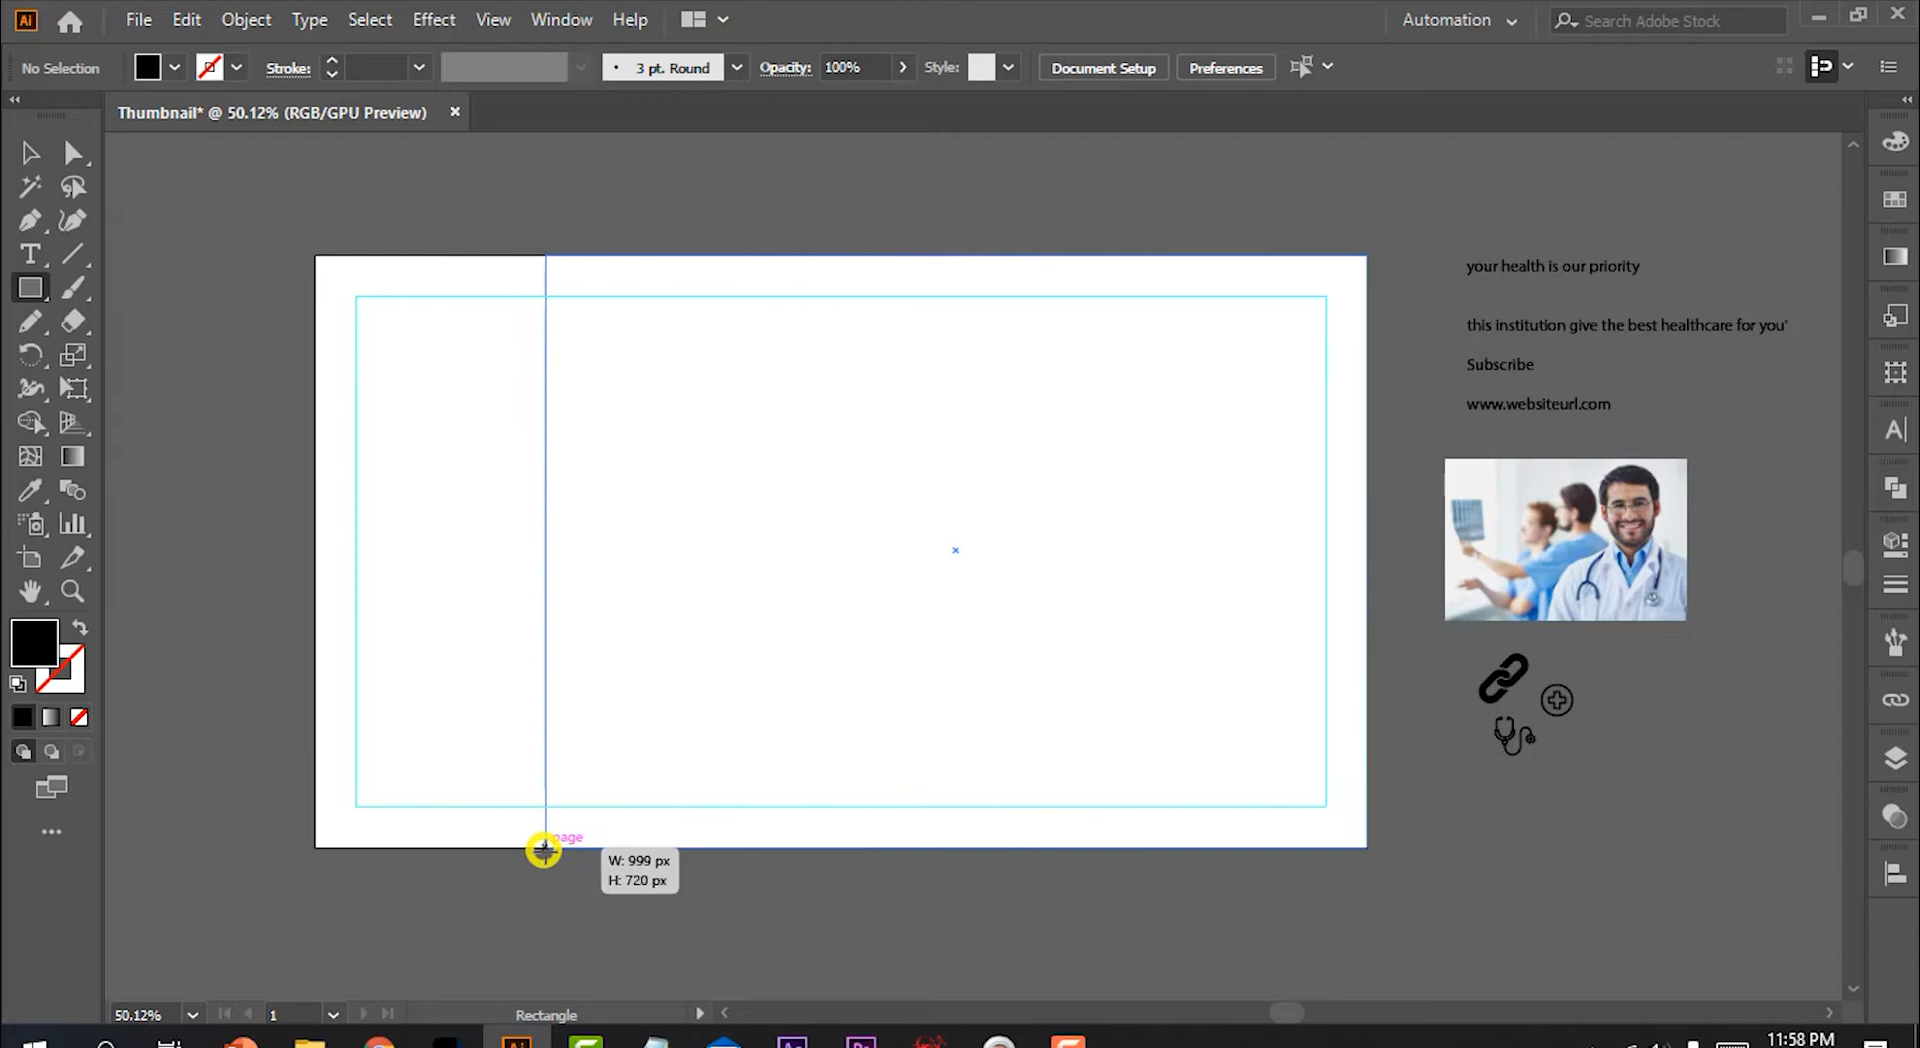 Ai File Edit Object Type Select Effect View Window Help Automation Search Adobe Stock
No Selection Stroke: 3 pt. Round Opacity: 100% Style: Document Setup Preferences
Thumbnail* @ 50.12% (RGB/GPU Preview)
your health is our priority
this institution give the best healthcare for you'
Subscribe
www.websiteurl.com
page
W: 999 px
H: 720 px
50.12% 1 Rectangle
11:58 PM